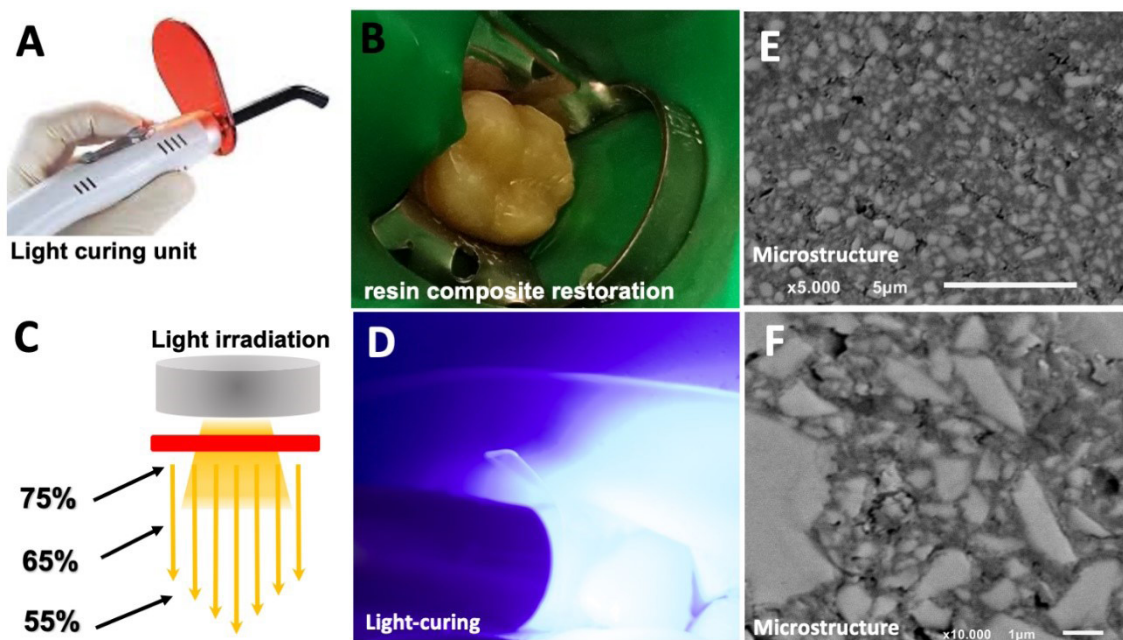 A
Light curing unit
B
resin composite restoration
C
Light irradiation
75%
65%
55%
D
Light-curing
E
Microstructure
x5.000 5µm
F
Microstructure
x10.000 1µm